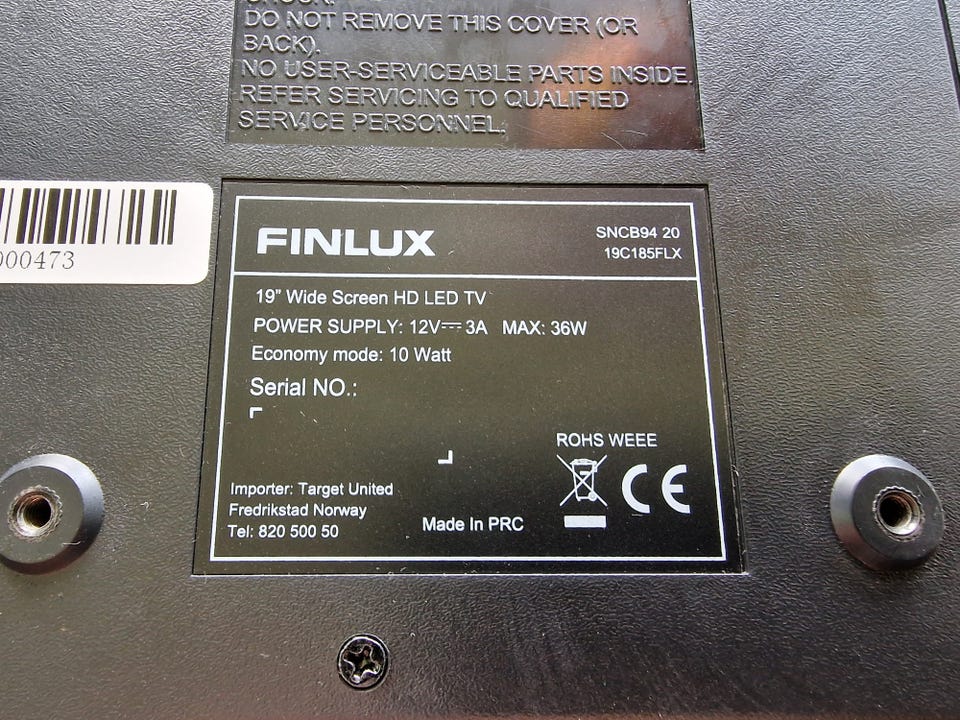 DO NOT REMOVE THIS COVER (OR
BACK).
NO USER-SERVICEABLE PARTS INSIDE.
REFER SERVICING TO QUALIFIED
SERVICE PERSONNEL.
000473
FINLUX
SNCB94 20
19C185FLX
19" Wide Screen HD LED TV
POWER SUPPLY: 12V⎓3A MAX: 36W
Economy mode: 10 Watt
Serial NO.:
ROHS WEEE
CE
Importer: Target United
Fredrikstad Norway
Tel: 820 500 50
Made In PRC